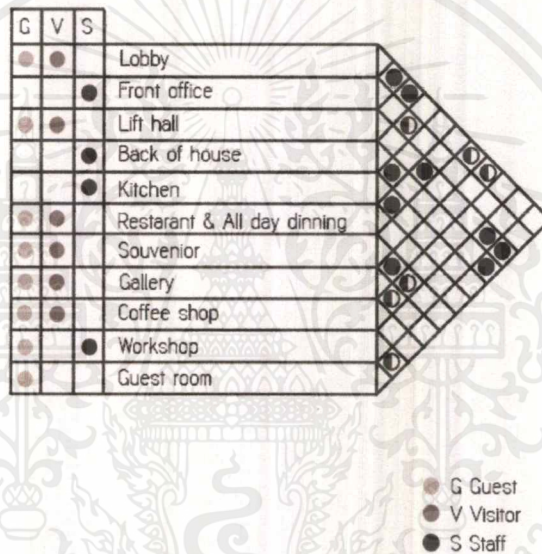 G V S
Lobby
Front office
Lift hall
Back of house
Kitchen
Restarant & All day dinning
Souvenior
Gallery
Coffee shop
Workshop
Guest room
G Guest
V Visitor
S Staff